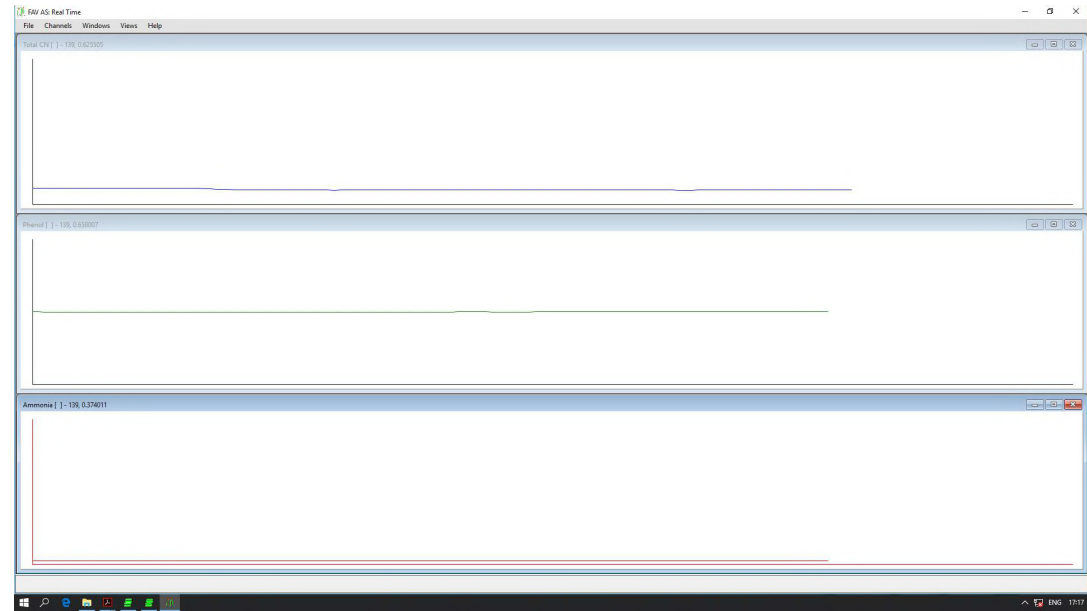 FAV AS: Real Time
File Channels Windows Views Help
Total CN [ ] - 139, 0.623505
Phenol [ ] - 139, 0.658007
Ammonia [ ] - 139, 0.374011
ENG 17:17